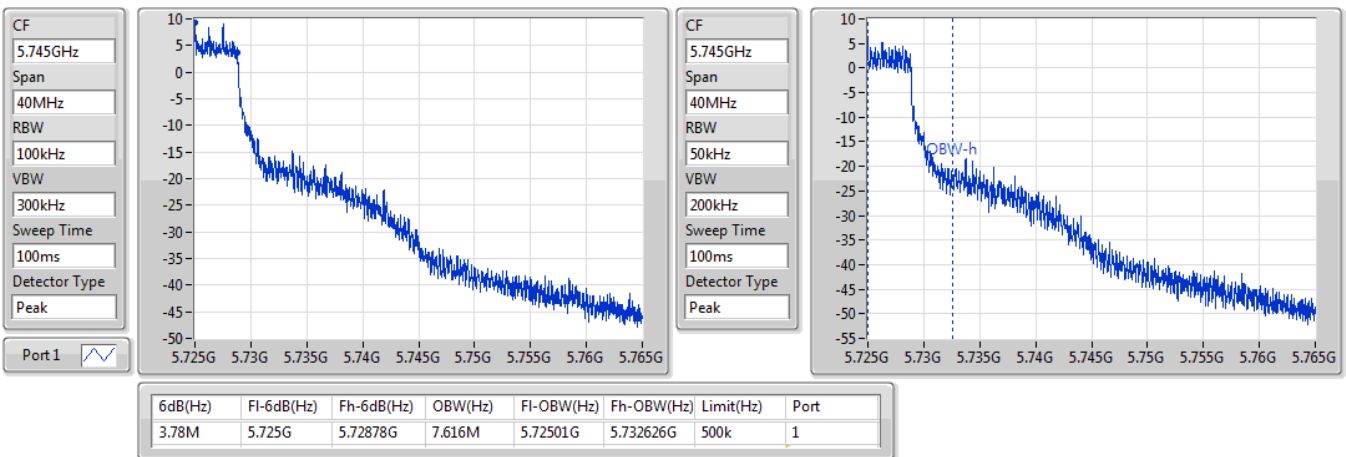 CF
5.745GHz
Span
40MHz
RBW
100kHz
VBW
300kHz
Sweep Time
100ms
Detector Type
Peak
Port 1
10
5
0
-5
-10
-15
-20
-25
-30
-35
-40
-45
-50
5.725G 5.73G 5.735G 5.74G 5.745G 5.75G 5.755G 5.76G 5.765G
CF
5.745GHz
Span
40MHz
RBW
50kHz
VBW
200kHz
Sweep Time
100ms
Detector Type
Peak
10
5
0
-5
-10
-15
-20
-25
-30
-35
-40
-45
-50
-55
OBW-h
5.725G 5.73G 5.735G 5.74G 5.745G 5.75G 5.755G 5.76G 5.765G
6dB(Hz) Fl-6dB(Hz) Fh-6dB(Hz) OBW(Hz) Fl-OBW(Hz) Fh-OBW(Hz) Limit(Hz) Port
3.78M 5.725G 5.72878G 7.616M 5.72501G 5.732626G 500k 1